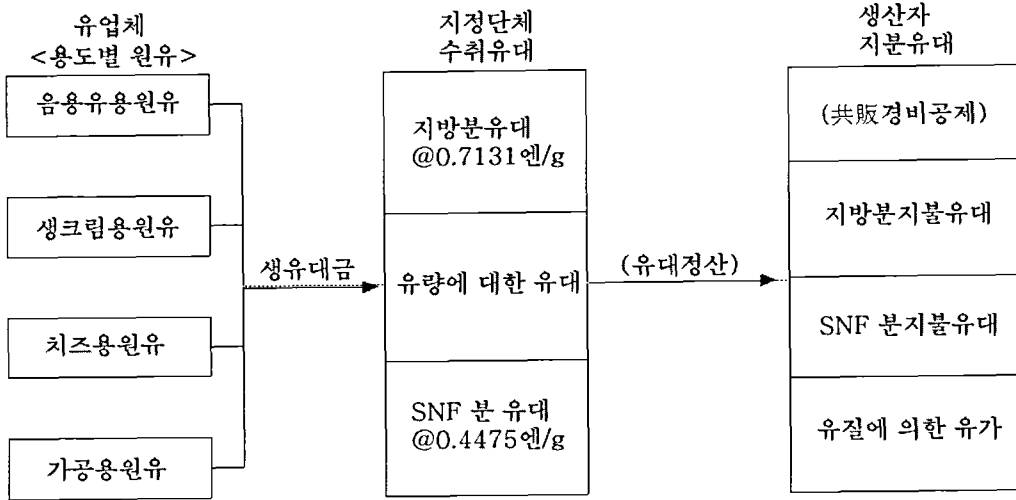 유업체
<용도별 원유>
음용유용원유
생크림용원유
치즈용원유
가공용원유
생유대금
지정단체
수취유대
지방분유대
@0.7131엔/g
유량에 대한 유대
SNF 분 유대
@0.4475엔/g
(유대정산)
생산자
지분유대
(共販경비공제)
지방분지불유대
SNF 분지불유대
유질에 의한 유가